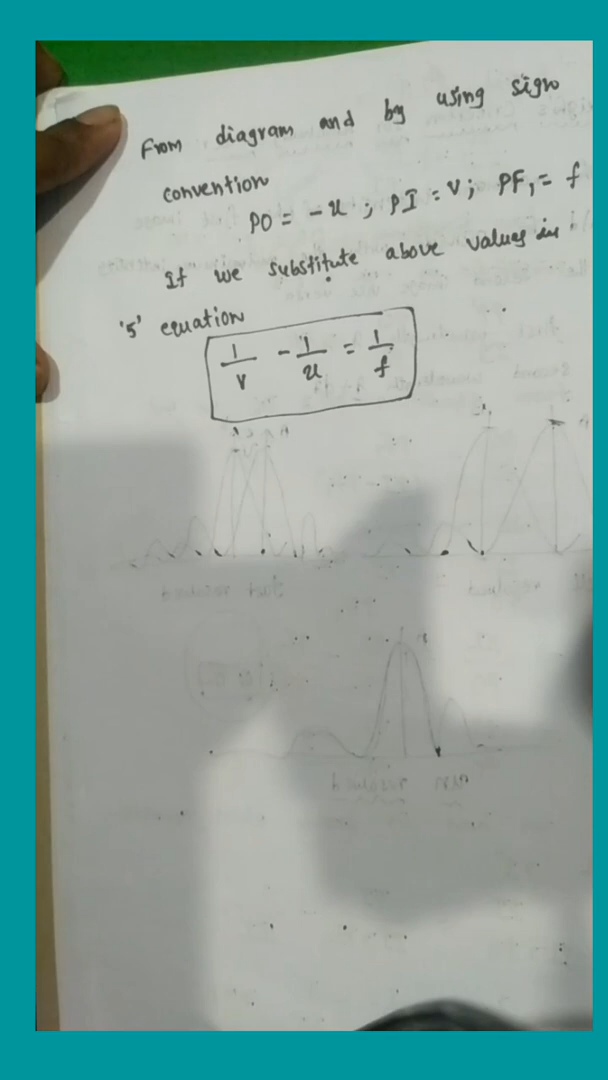 From diagram and by using sign
convention
PO = -u ; PI = v ; PF₁ = f
If we substitute above values in
'5' equation
1/v - 1/u = 1/f